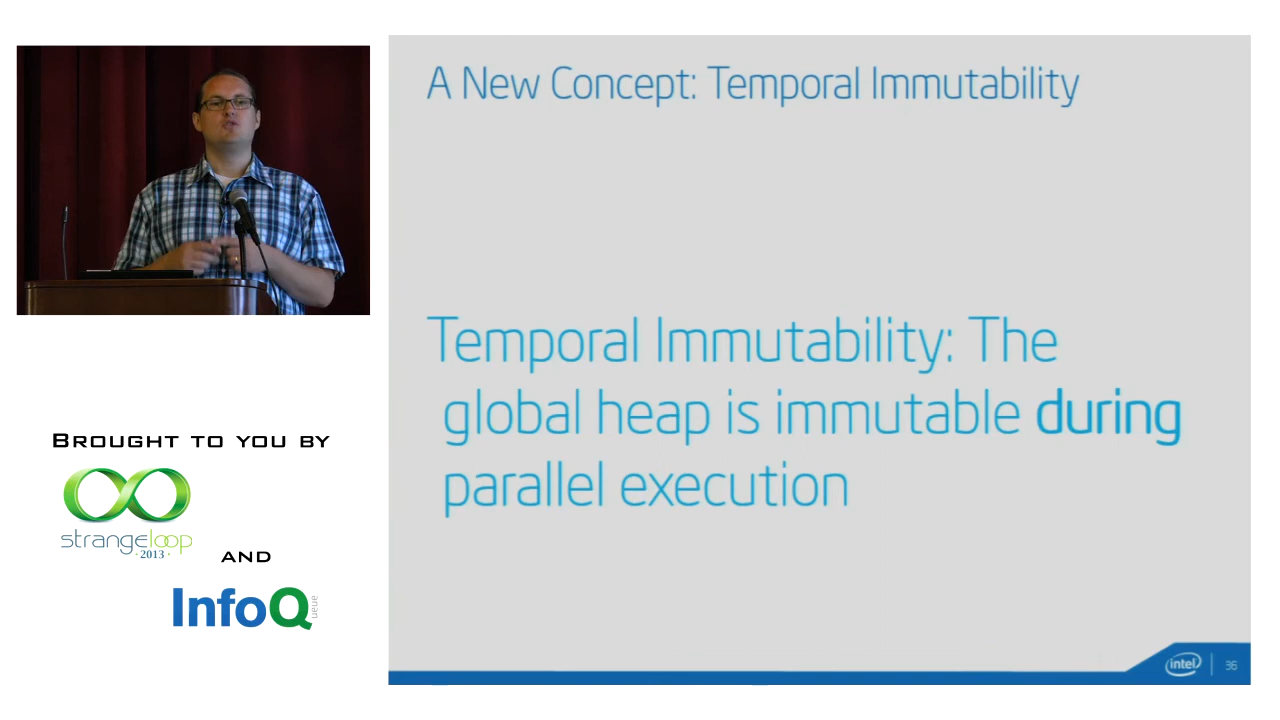 A New Concept: Temporal Immutability
Temporal Immutability: The
global heap is immutable during
parallel execution
BROUGHT TO YOU BY
strangeloop
· 2013 ·
AND
InfoQ
queue
intel
36